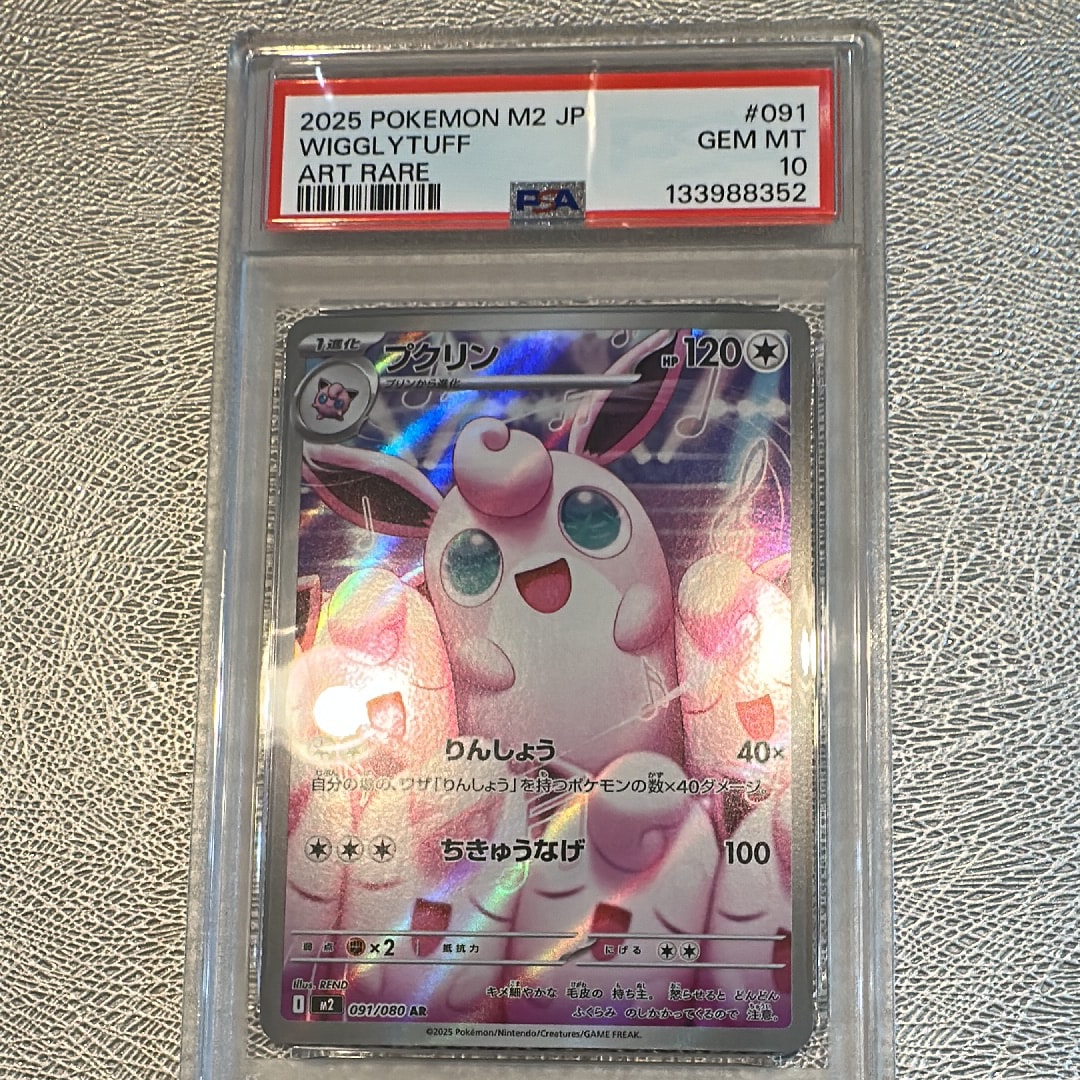 2025 POKEMON M2 JP #091
WIGGLYTUFF GEM MT
ART RARE 10
PSA 133988352
1進化 プクリン HP120
プリンから進化
りんしょう 40×
自分の場の、ワザ「りんしょう」を持つポケモンの数×40ダメージ。
ちきゅうなげ 100
弱点 ×2 抵抗力 にげる
Illus. REND
キメ細やかな 毛皮の 持ち主。 怒らせると どんどん
ふくらみ のしかかってくるので 注意。
I M2 091/080 AR
©2025 Pokémon/Nintendo/Creatures/GAME FREAK.